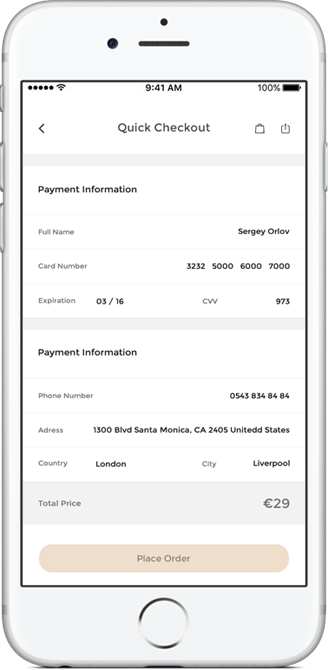 9:41 AM 100%
Quick Checkout
Payment Information
Full Name Sergey Orlov
Card Number 3232 5000 6000 7000
Expiration 03 / 16 CVV 973
Payment Information
Phone Number 0543 834 84 84
Adress 1300 Blvd Santa Monica, CA 2405 Unitedd States
Country London City Liverpool
Total Price €29
Place Order